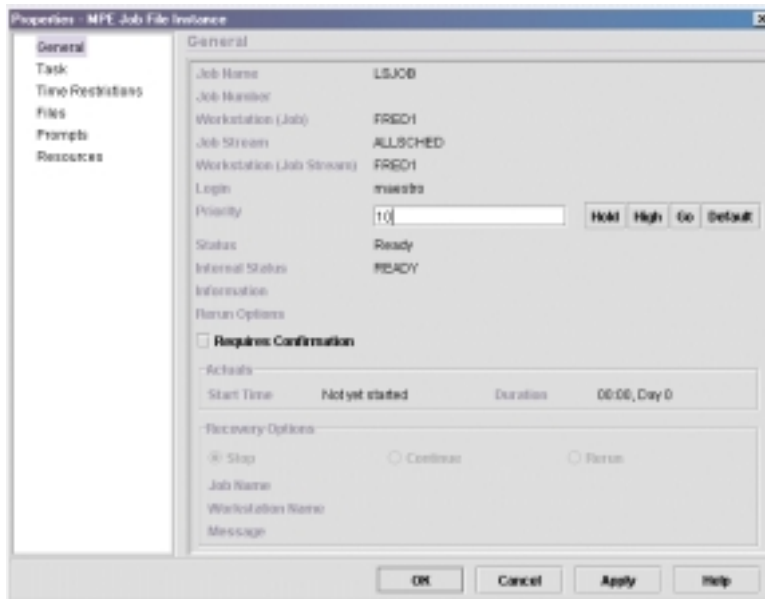 Properties - MPE Job File Instance
General
Task
Time Restrictions
Files
Prompts
Resources
General
Job Name LSJOB
Job Number
Workstation (Job) FRED1
Job Stream ALLSCHED
Workstation (Job Stream) FRED1
Login maestro
Priority 10 Hold High Go Default
Status Ready
Internal Status READY
Information
Rerun Options
Requires Confirmation
Actuals
Start Time Not yet started Duration 00:00, Day 0
Recovery Options
Stop Continue Rerun
Job Name
Workstation Name
Message
OK Cancel Apply Help